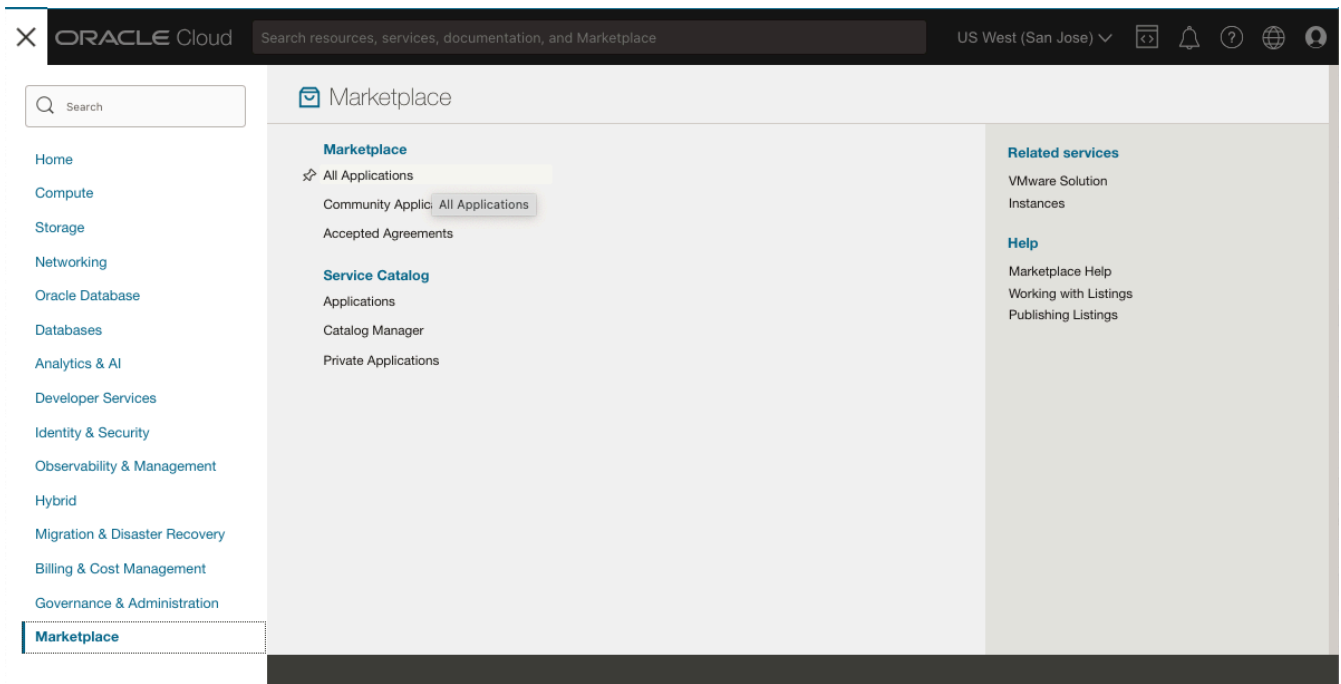 ORACLE Cloud
Search resources, services, documentation, and Marketplace
US West (San Jose)
Search
Home
Compute
Storage
Networking
Oracle Database
Databases
Analytics & AI
Developer Services
Identity & Security
Observability & Management
Hybrid
Migration & Disaster Recovery
Billing & Cost Management
Governance & Administration
Marketplace
Marketplace
Marketplace
All Applications
Community Applic
All Applications
Accepted Agreements
Service Catalog
Applications
Catalog Manager
Private Applications
Related services
VMware Solution
Instances
Help
Marketplace Help
Working with Listings
Publishing Listings